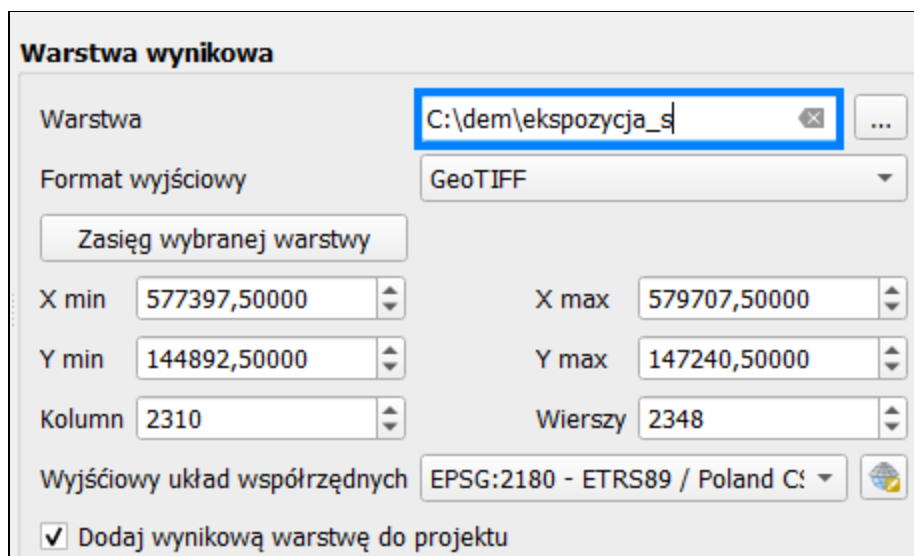 Warstwa wynikowa
Warstwa C:\dem\ekspozycja_s ...
Format wyjściowy GeoTIFF
Zasięg wybranej warstwy
X min 577397,50000 X max 579707,50000
Y min 144892,50000 Y max 147240,50000
Kolumn 2310 Wierszy 2348
Wyjśćiowy układ współrzędnych EPSG:2180 - ETRS89 / Poland
Dodaj wynikową warstwę do projektu